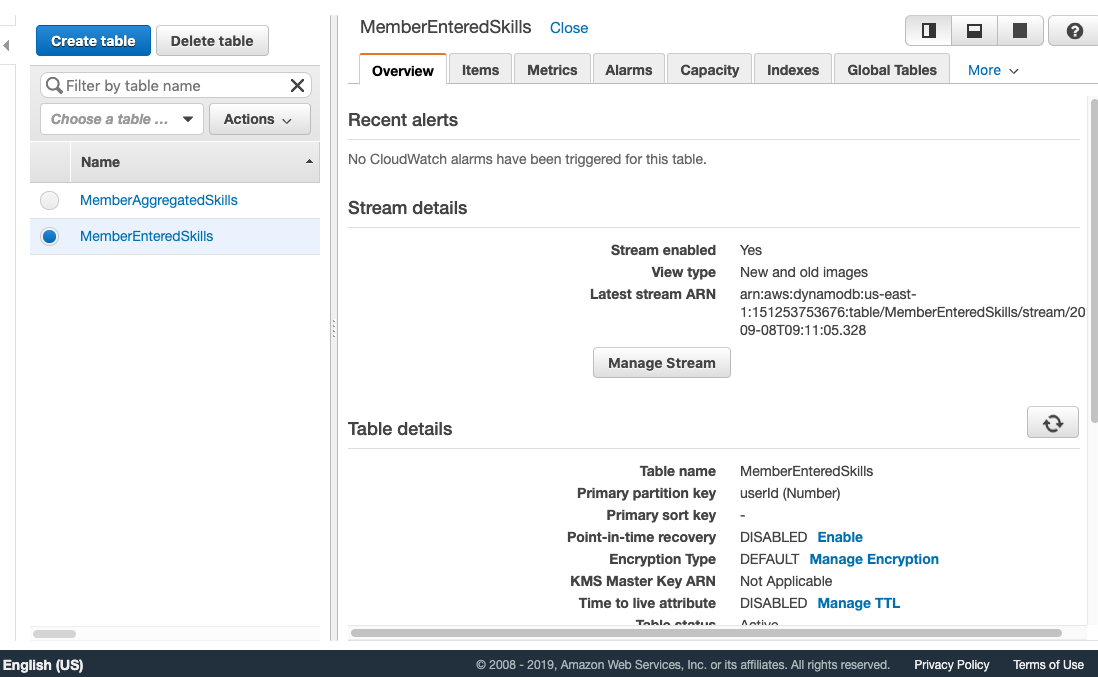 Create table
Delete table
Filter by table name
Choose a table ...
Actions
Name
MemberAggregatedSkills
MemberEnteredSkills
MemberEnteredSkills Close
Overview Items Metrics Alarms Capacity Indexes Global Tables More
Recent alerts
No CloudWatch alarms have been triggered for this table.
Stream details
Stream enabled Yes
View type New and old images
Latest stream ARN arn:aws:dynamodb:us-east-
1:151253753676:table/MemberEnteredSkills/stream/20
09-08T09:11:05.328
Manage Stream
Table details
Table name MemberEnteredSkills
Primary partition key userId (Number)
Primary sort key -
Point-in-time recovery DISABLED Enable
Encryption Type DEFAULT Manage Encryption
KMS Master Key ARN Not Applicable
Time to live attribute DISABLED Manage TTL
Table status Active
English (US) © 2008 - 2019, Amazon Web Services, Inc. or its affiliates. All rights reserved. Privacy Policy Terms of Use